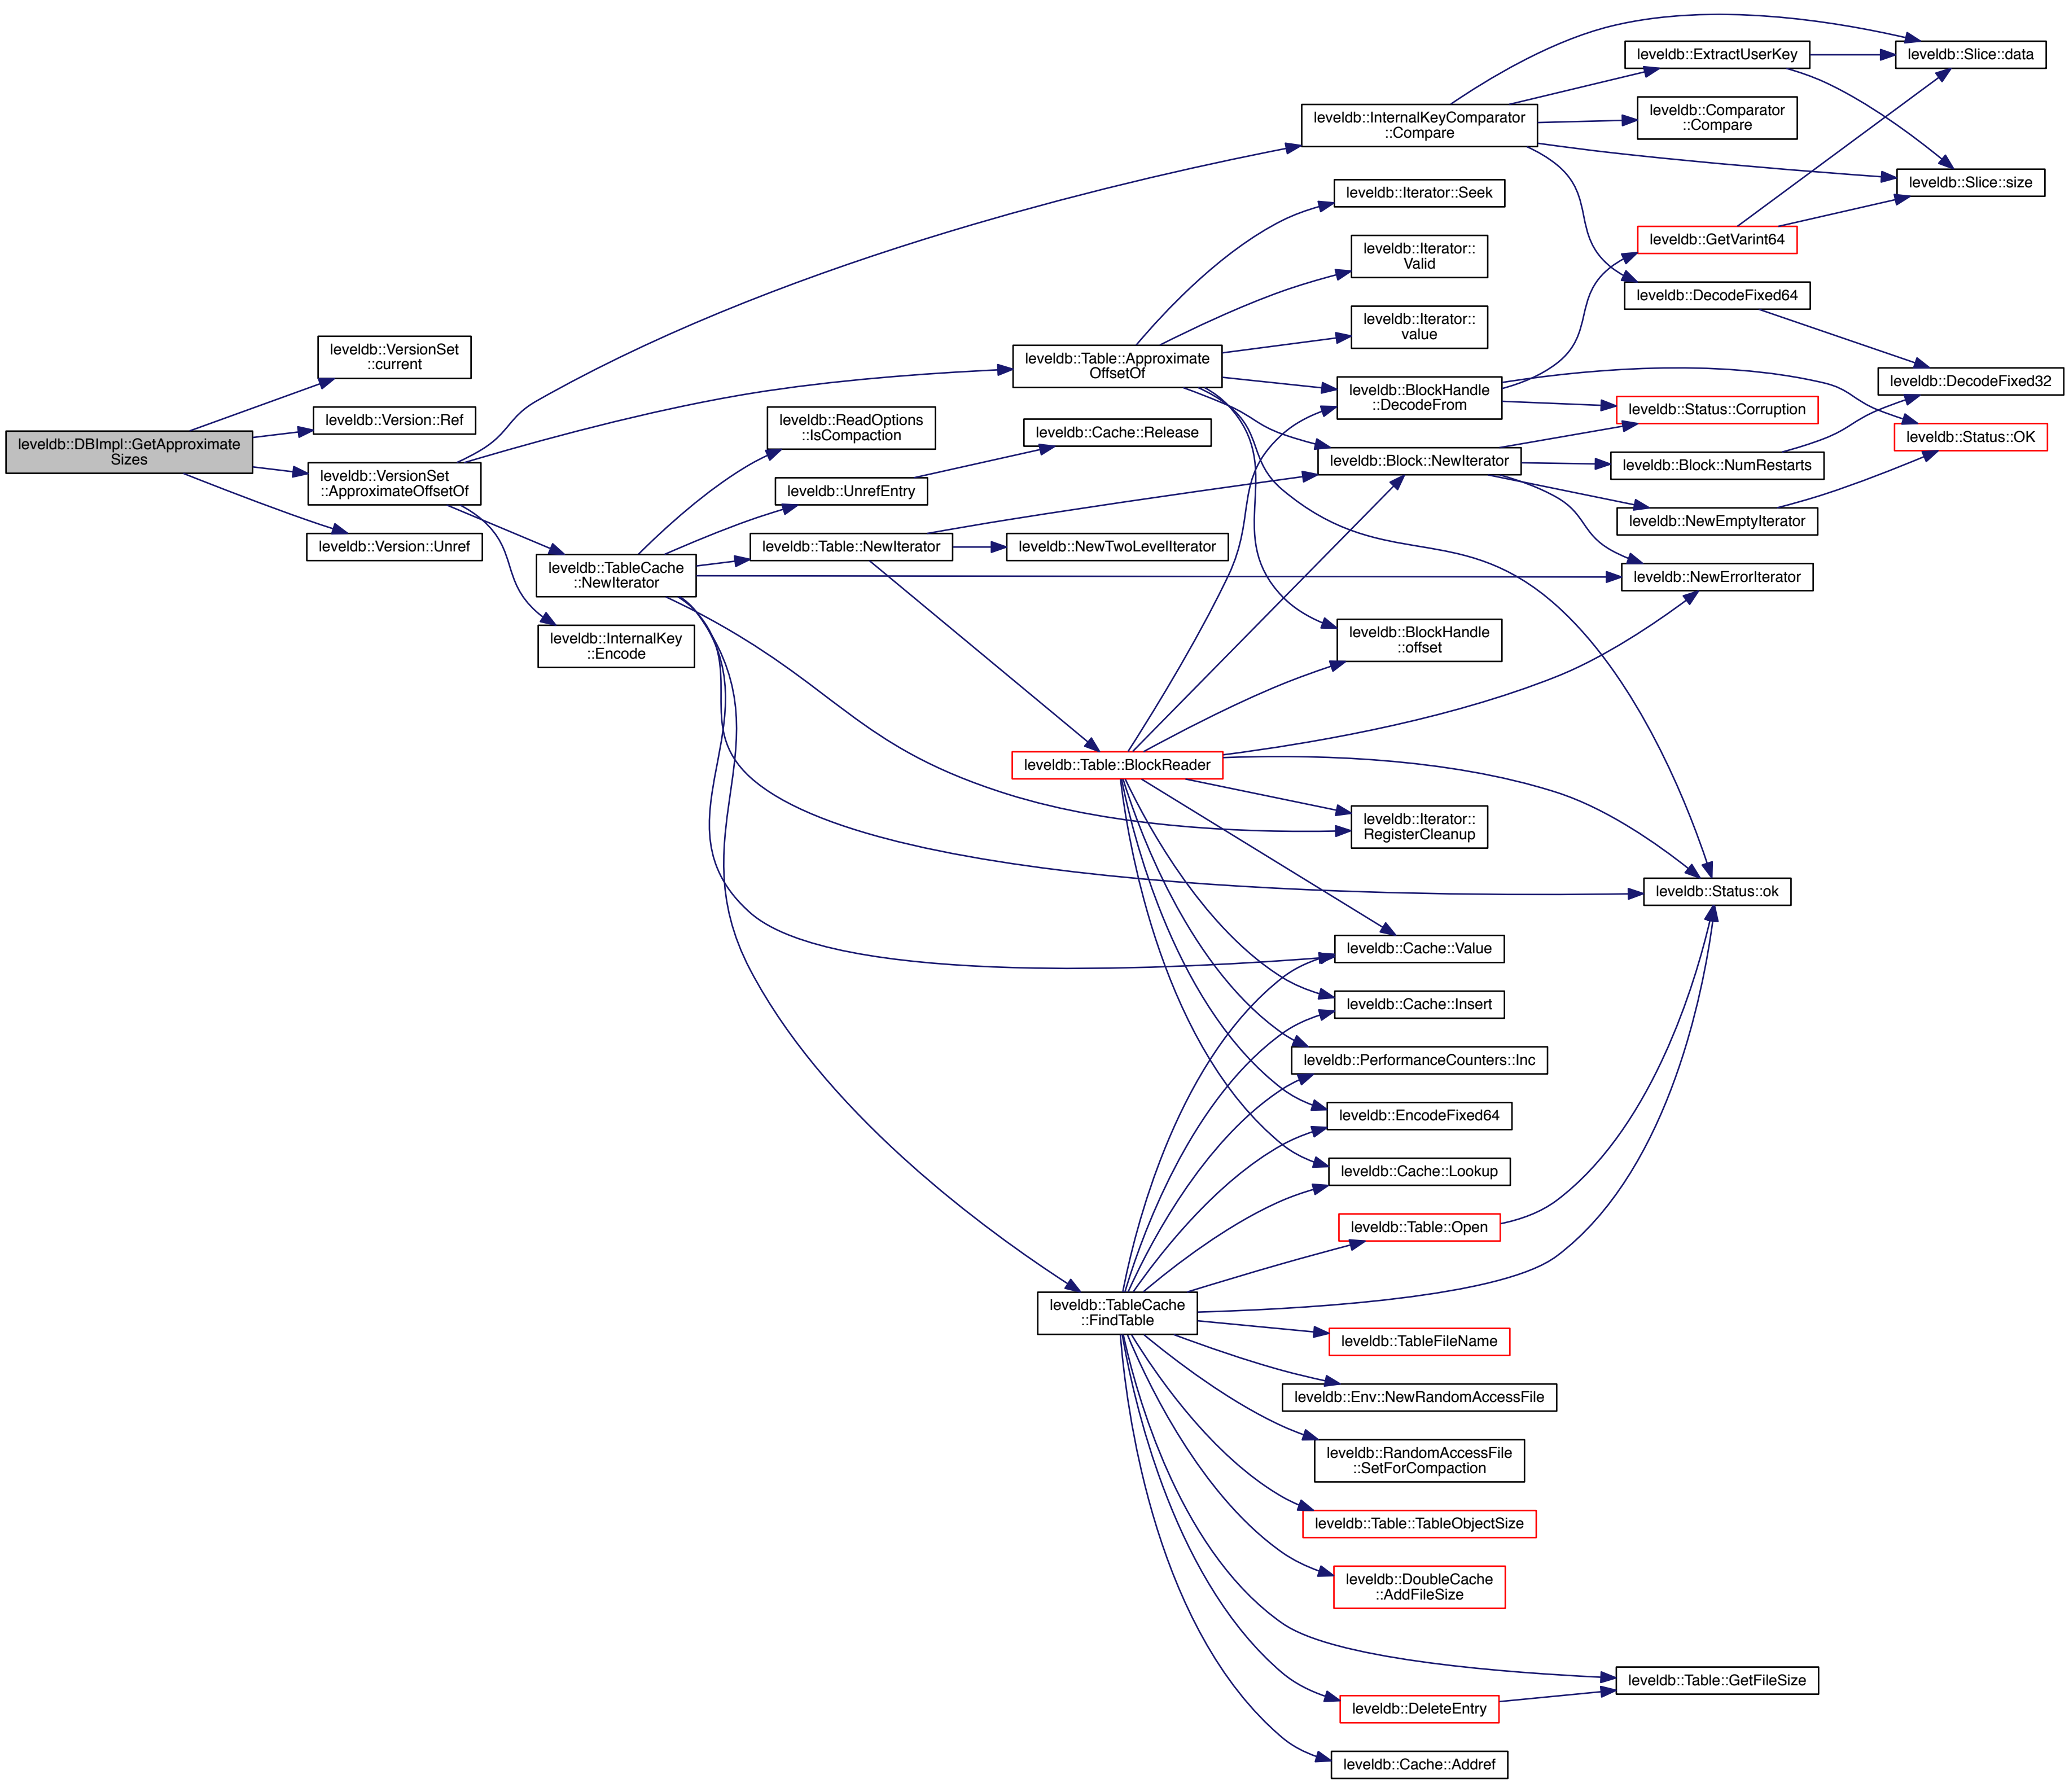 leveldb::DBImpl::GetApproximate
Sizes
leveldb::VersionSet
::current
leveldb::Version::Ref
leveldb::VersionSet
::ApproximateOffsetOf
leveldb::Version::Unref
leveldb::TableCache
::NewIterator
leveldb::InternalKey
::Encode
leveldb::ReadOptions
::IsCompaction
leveldb::UnrefEntry
leveldb::Table::NewIterator
leveldb::Cache::Release
leveldb::NewTwoLevelIterator
leveldb::Table::Approximate
OffsetOf
leveldb::Table::BlockReader
leveldb::TableCache
::FindTable
leveldb::InternalKeyComparator
::Compare
leveldb::Iterator::Seek
leveldb::Iterator::
Valid
leveldb::Iterator::
value
leveldb::BlockHandle
::DecodeFrom
leveldb::Block::NewIterator
leveldb::BlockHandle
::offset
leveldb::Iterator::
RegisterCleanup
leveldb::Cache::Value
leveldb::Cache::Insert
leveldb::PerformanceCounters::Inc
leveldb::EncodeFixed64
leveldb::Cache::Lookup
leveldb::Table::Open
leveldb::TableFileName
leveldb::Env::NewRandomAccessFile
leveldb::RandomAccessFile
::SetForCompaction
leveldb::Table::TableObjectSize
leveldb::DoubleCache
::AddFileSize
leveldb::DeleteEntry
leveldb::Cache::Addref
leveldb::ExtractUserKey
leveldb::Comparator
::Compare
leveldb::GetVarint64
leveldb::DecodeFixed64
leveldb::Status::Corruption
leveldb::Block::NumRestarts
leveldb::NewEmptyIterator
leveldb::NewErrorIterator
leveldb::Status::ok
leveldb::Table::GetFileSize
leveldb::Slice::data
leveldb::Slice::size
leveldb::DecodeFixed32
leveldb::Status::OK